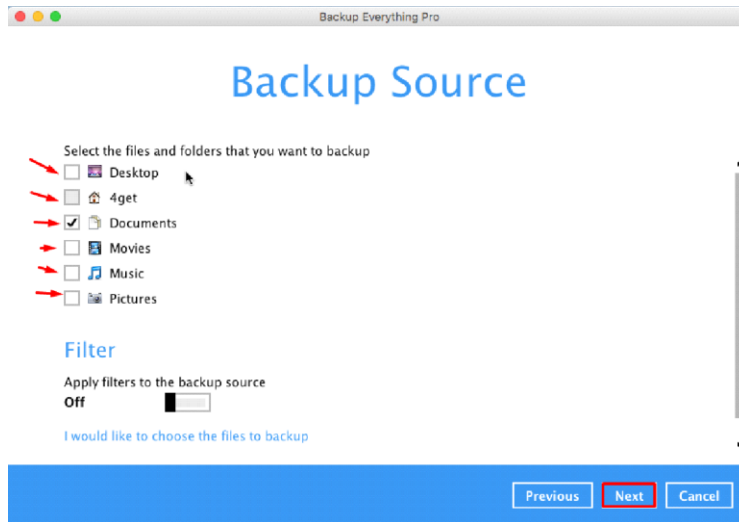 Backup Everything Pro
Backup Source
Select the files and folders that you want to backup
Desktop
4get
Documents
Movies
Music
Pictures
Filter
Apply filters to the backup source
Off
I would like to choose the files to backup
Previous Next Cancel